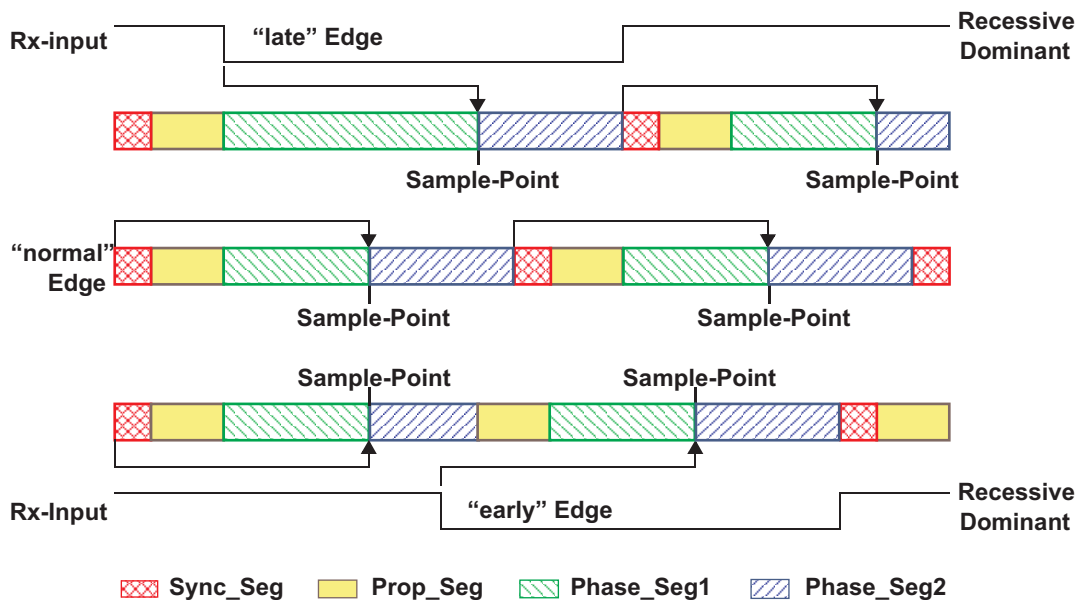 Rx-input
“late” Edge
Recessive
Dominant
Sample-Point
Sample-Point
“normal”
Edge
Sample-Point
Sample-Point
Sample-Point
Sample-Point
Rx-Input
“early” Edge
Recessive
Dominant
Sync_Seg
Prop_Seg
Phase_Seg1
Phase_Seg2